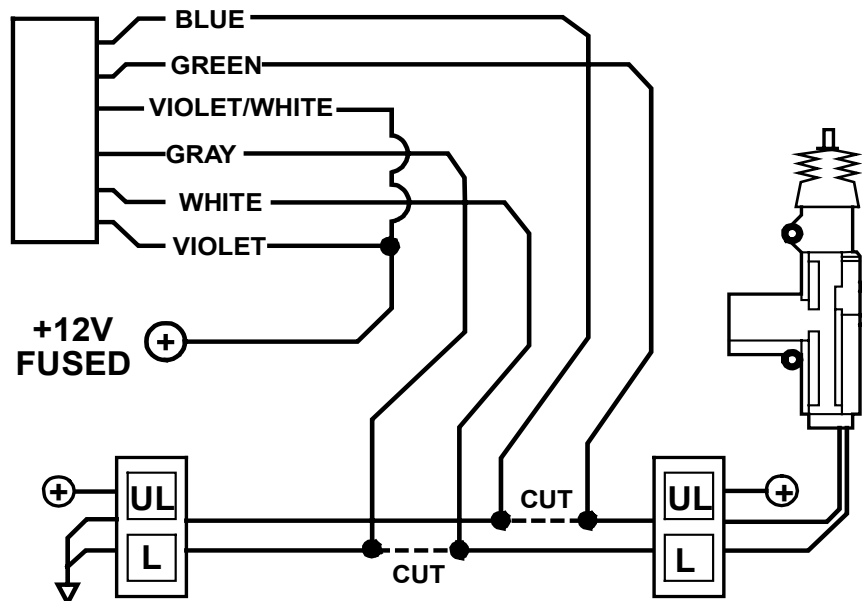 BLUE
GREEN
VIOLET/WHITE
GRAY
WHITE
VIOLET
+12V
FUSED
+
+
UL
L
CUT
CUT
UL
L
+